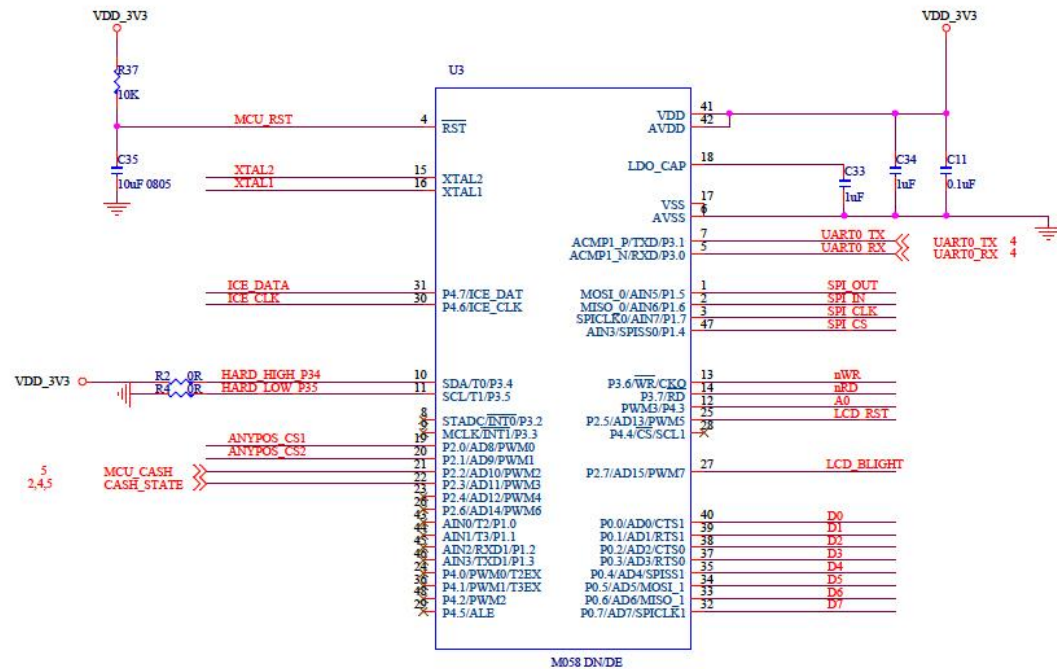 VDD_3V3
VDD_3V3
R37
10K
U3
MCU_RST
4
RST
C35
10uF 0805
XTAL2
15
XTAL2
XTAL1
16
XTAL1
VDD
41
AVDD
42
LDO_CAP
18
C33
1uF
C34
1uF
C11
0.1uF
VSS
17
AVSS
6
ACMP1_P/TXD/P3.1
7
UART0_TX
UART0_TX 4
ACMP1_N/RXD/P3.0
5
UART0_RX
UART0_RX 4
ICE_DATA
31
P4.7/ICE_DAT
ICE_CLK
30
P4.6/ICE_CLK
MOSI_0/AIN5/P1.5
1
SPI_OUT
MISO_0/AIN6/P1.6
2
SPI_IN
SPICLK0/AIN7/P1.7
3
SPI_CLK
AIN3/SPISS0/P1.4
47
SPI_CS
VDD_3V3
R2 0R
HARD_HIGH_P34
10
SDA/T0/P3.4
R4 0R
HARD_LOW_P35
11
SCL/T1/P3.5
P3.6/WR/CKO
13
nWR
P3.7/RD
14
nRD
PWM3/P4.3
12
A0
P2.5/AD13/PWM5
25
LCD_RST
P4.4/CS/SCL1
28
8
STADC/INT0/P3.2
MCLK/INT1/P3.3
ANYPOS_CS1
19
P2.0/AD8/PWM0
ANYPOS_CS2
20
P2.1/AD9/PWM1
5
MCU_CASH
21
P2.2/AD10/PWM2
2,4,5
CASH_STATE
22
P2.3/AD11/PWM3
23
P2.4/AD12/PWM4
26
P2.6/AD14/PWM6
P2.7/AD15/PWM7
27
LCD_BLIGHT
43
AIN0/T2/P1.0
44
AIN1/T3/P1.1
45
AIN2/RXD1/P1.2
46
AIN3/TXD1/P1.3
24
P4.0/PWM0/T2EX
36
P4.1/PWM1/T3EX
48
P4.2/PWM2
29
P4.5/ALE
P0.0/AD0/CTS1
40
D0
P0.1/AD1/RTS1
39
D1
P0.2/AD2/CTS0
38
D2
P0.3/AD3/RTS0
37
D3
P0.4/AD4/SPISS1
35
D4
P0.5/AD5/MOSI_1
34
D5
P0.6/AD6/MISO_1
33
D6
P0.7/AD7/SPICLK1
32
D7
M058 DN/DE